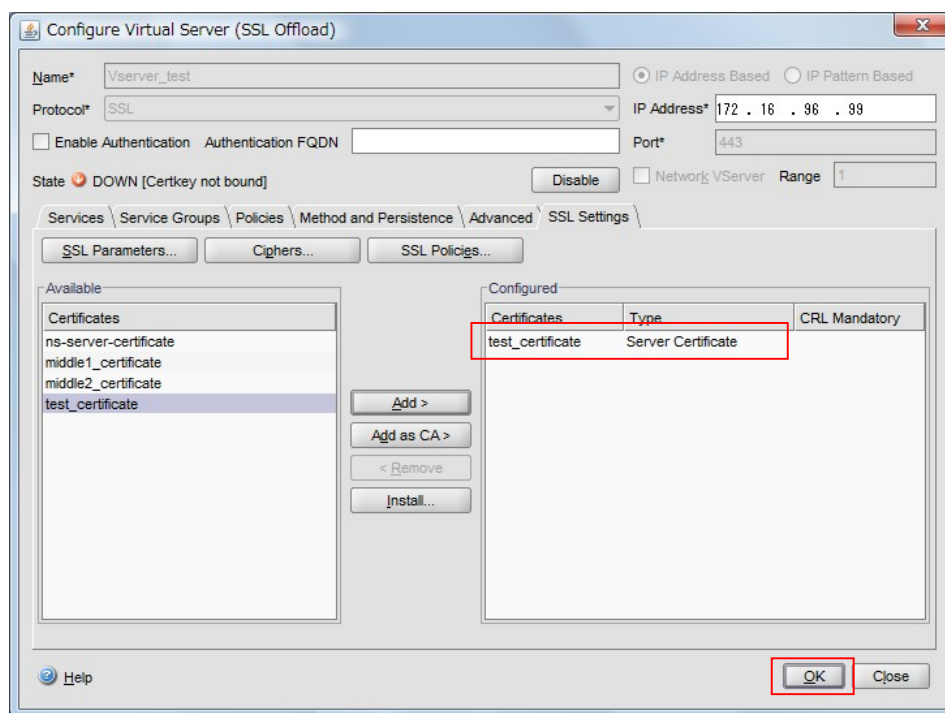 Configure Virtual Server (SSL Offload)
Name* Vserver_test IP Address Based IP Pattern Based
Protocol* SSL IP Address* 172 . 16 . 96 . 99
Enable Authentication Authentication FQDN Port* 443
State DOWN [Certkey not bound] Disable Network VServer Range 1
Services Service Groups Policies Method and Persistence Advanced SSL Settings
SSL Parameters... Ciphers... SSL Policies...
Available
Certificates
ns-server-certificate
middle1_certificate
middle2_certificate
test_certificate
Add >
Add as CA >
< Remove
Install...
Configured
Certificates Type CRL Mandatory
test_certificate Server Certificate
Help OK Close